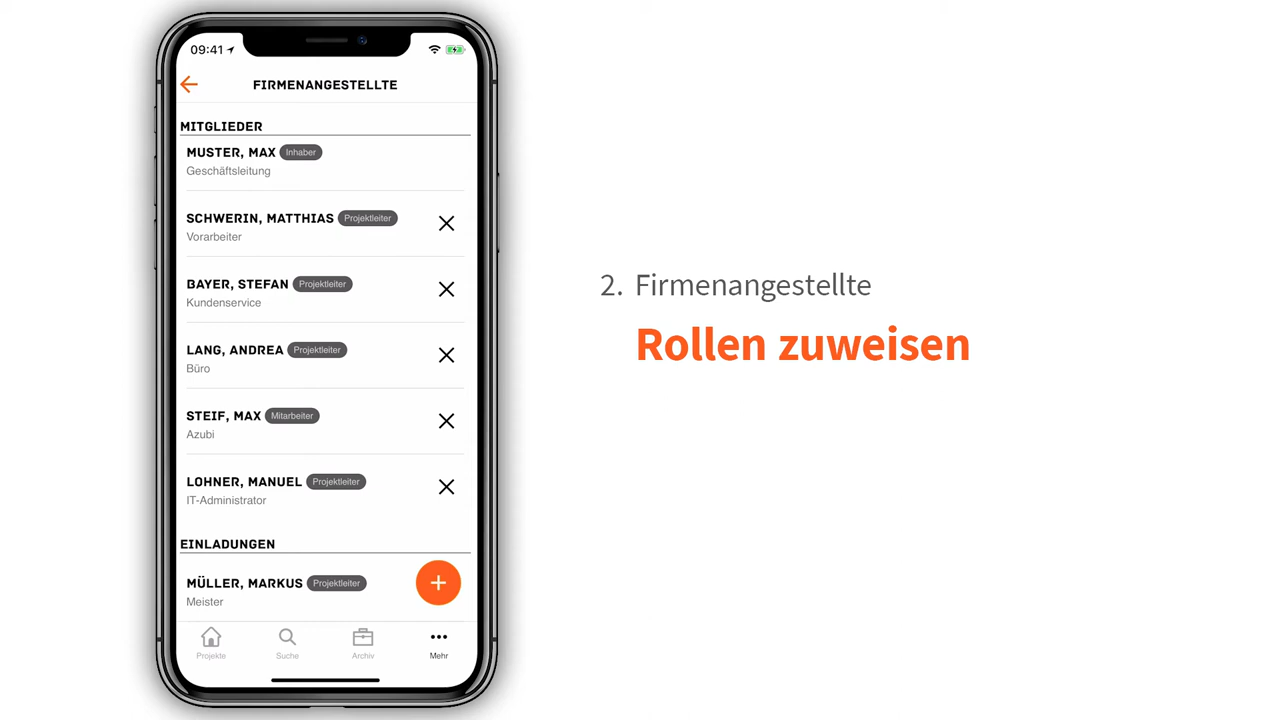 09:41
FIRMENANGESTELLTE
MITGLIEDER
MUSTER, MAX Inhaber
Geschäftsleitung
SCHWERIN, MATTHIAS Projektleiter
Vorarbeiter
BAYER, STEFAN Projektleiter
Kundenservice
LANG, ANDREA Projektleiter
Büro
STEIF, MAX Mitarbeiter
Azubi
LOHNER, MANUEL Projektleiter
IT-Administrator
EINLADUNGEN
MÜLLER, MARKUS Projektleiter
Meister
Projekte Suche Archiv Mehr
2. Firmenangestellte
Rollen zuweisen